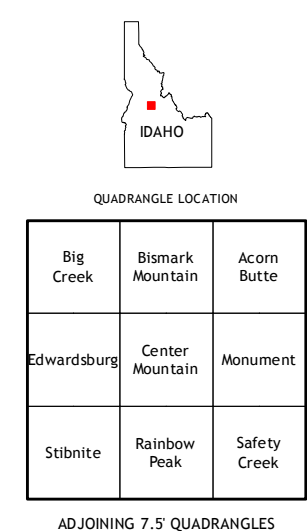 IDAHO
QUADRANGLE LOCATION
Big
Creek
Bismark
Mountain
Acorn
Butte
Edwardsburg
Center
Mountain
Monument
Stibnite
Rainbow
Peak
Safety
Creek
ADJOINING 7.5' QUADRANGLES